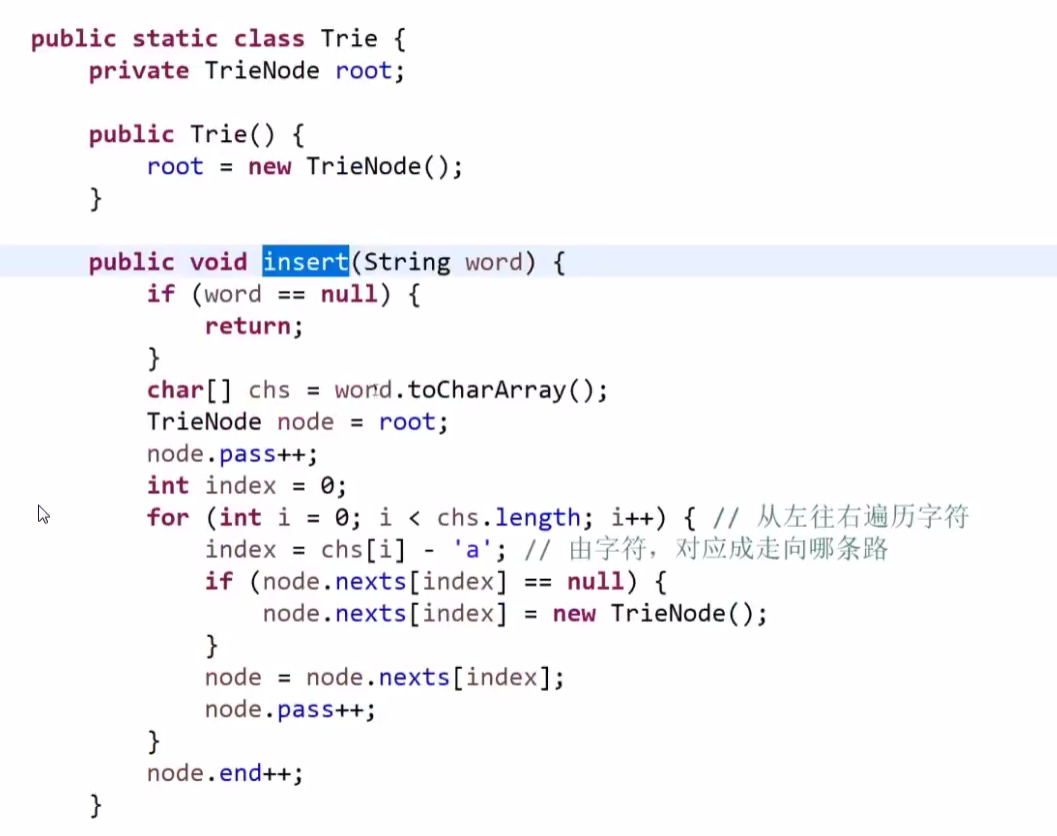 public static class Trie {
private TrieNode root;
public Trie() {
root = new TrieNode();
}
public void insert(String word) {
if (word == null) {
return;
}
char[] chs = word.toCharArray();
TrieNode node = root;
node.pass++;
int index = 0;
for (int i = 0; i < chs.length; i++) { // 从左往右遍历字符
index = chs[i] - 'a'; // 由字符，对应成走向哪条路
if (node.nexts[index] == null) {
node.nexts[index] = new TrieNode();
}
node = node.nexts[index];
node.pass++;
}
node.end++;
}